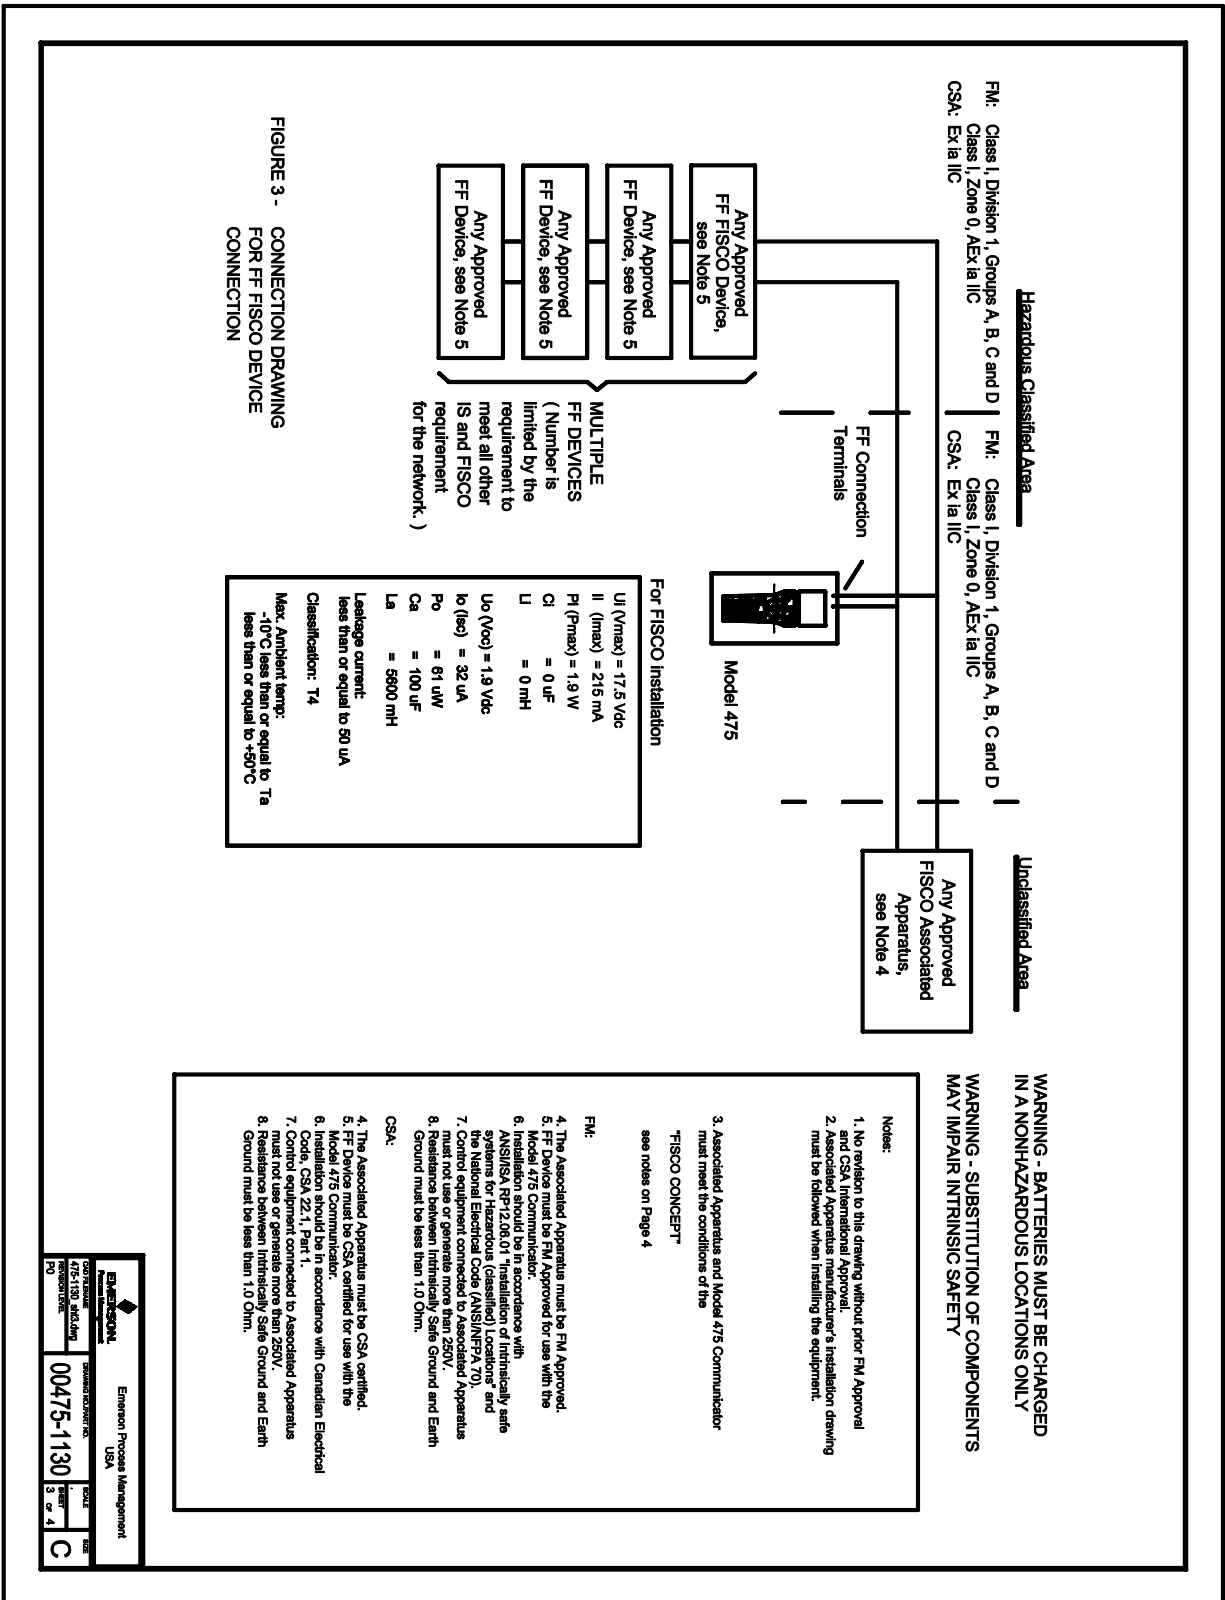 Hazardous Classified Area
FM: Class I, Division 1, Groups A, B, C and D
Class I, Zone 0, AEx ia IIC
CSA: Ex ia IIC
FM: Class I, Division 1, Groups A, B, C and D
Class I, Zone 0, AEx ia IIC
CSA: Ex ia IIC
Unclassified Area
Any Approved
FISCO Associated
Apparatus,
see Note 4
FF Connection
Terminals
Model 475
Any Approved
FF FISCO Device,
see Note 5
Any Approved
FF Device, see Note 5
Any Approved
FF Device, see Note 5
Any Approved
FF Device, see Note 5
MULTIPLE
FF DEVICES
( Number is
limited by the
requirement to
meet all other
IS and FISCO
requirement
for the network. )
For FISCO installation
Ui (Vmax) = 17.5 Vdc
Ii (Imax) = 215 mA
Pi (Pmax) = 1.9 W
Ci = 0 uF
Li = 0 mH
Uo (Voc) = 1.9 Vdc
Io (Isc) = 32 uA
Po = 61 uW
Ca = 100 uF
La = 5600 mH
Leakage current:
less than or equal to 50 uA
Classification: T4
Max. Ambient temp:
-10°C less than or equal to Ta
less than or equal to +50°C
FIGURE 3 - CONNECTION DRAWING
FOR FF FISCO DEVICE
CONNECTION
WARNING - BATTERIES MUST BE CHARGED
IN A NONHAZARDOUS LOCATIONS ONLY
WARNING - SUBSTITUTION OF COMPONENTS
MAY IMPAIR INTRINSIC SAFETY
Notes:
1. No revision to this drawing without prior FM Approval
and CSA International Approval.
2. Associated Apparatus manufacturer's installation drawing
must be followed when installing the equipment.
3. Associated Apparatus and Model 475 Communicator
must meet the conditions of the
"FISCO CONCEPT"
see notes on Page 4
FM:
4. The Associated Apparatus must be FM Approved.
5. FF Device must be FM Approved for use with the
Model 475 Communicator.
6. Installation should be in accordance with
ANSI/ISA RP12.06.01 "Installation of Intrinsically safe
systems for Hazardous (classified) Locations" and
the National Electrical Code (ANSI/NFPA 70).
7. Control equipment connected to Associated Apparatus
must not use or generate more than 250V.
8. Resistance between Intrinsically Safe Ground and Earth
Ground must be less than 1.0 Ohm.
CSA:
4. The Associated Apparatus must be CSA certified.
5. FF Device must be CSA certified for use with the
Model 475 Communicator.
6. Installation should be in accordance with Canadian Electrical
Code, CSA 22.1, Part 1.
7. Control equipment connected to Associated Apparatus
must not use or generate more than 250V.
8. Resistance between Intrinsically Safe Ground and Earth
Ground must be less than 1.0 Ohm.
EMERSON.
Process Management
Emerson Process Management
USA
CAD FILENAME
475-1130_sht3.dwg
REVISION LEVEL
P0
DRAWING NO./PART NO.
00475-1130
SCALE
SHEET
3 OF 4
SIZE
C